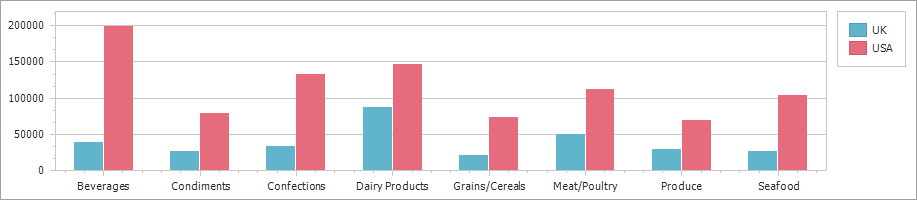 200000
150000
100000
50000
0
Beverages Condiments Confections Dairy Products Grains/Cereals Meat/Poultry Produce Seafood
UK
USA